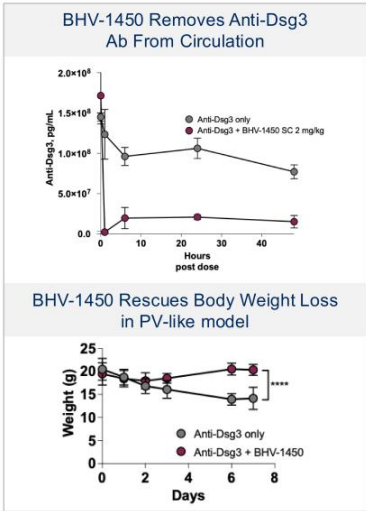 BHV-1450 Removes Anti-Dsg3
Ab From Circulation
Anti-Dsg3, pg/mL
2.0×10⁸
1.5×10⁸
1.0×10⁸
5.0×10⁷
0.0
Anti-Dsg3 only
Anti-Dsg3 + BHV-1450 SC 2 mg/kg
0 10 20 30 40
Hours
post dose
BHV-1450 Rescues Body Weight Loss
in PV-like model
Weight (g)
25
20
15
10
5
0
****
Anti-Dsg3 only
Anti-Dsg3 + BHV-1450
0 2 4 6 8
Days